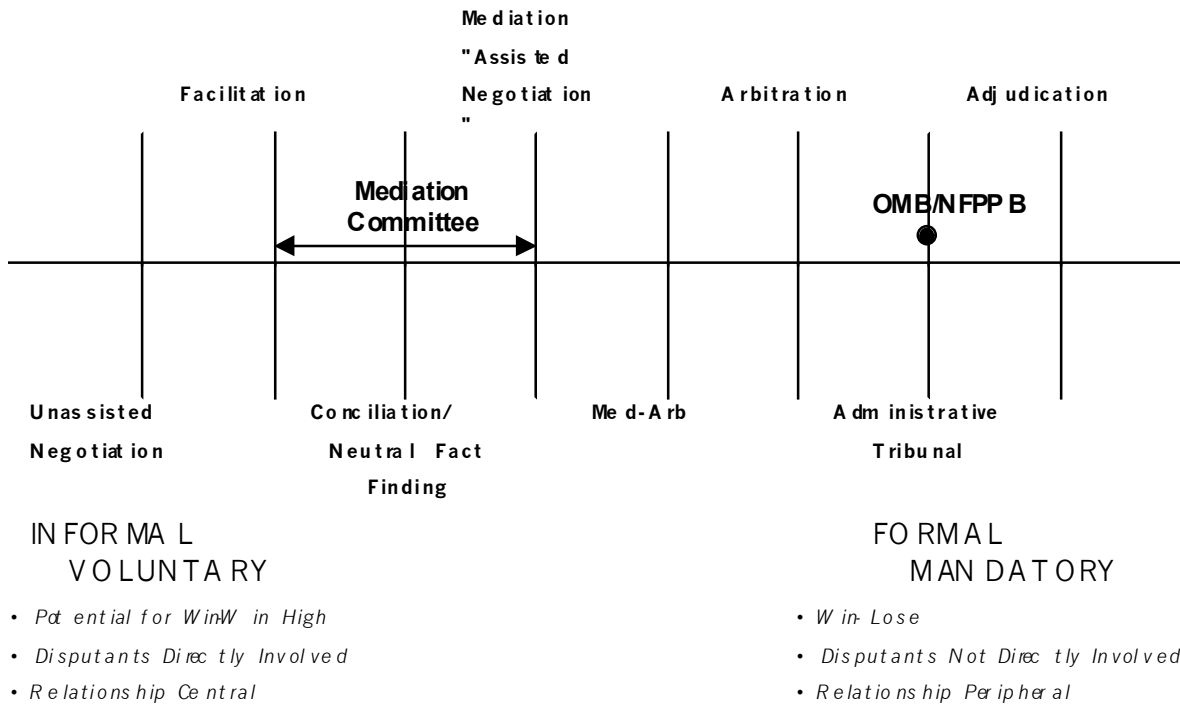 Mediation
"Assisted
Facilitation Negotiation Arbitration Adjudication
"
Mediation
Committee
OMB/NFPPB
Unassisted Conciliation/ Med-Arb Administrative
Negotiation Neutral Fact Tribunal
Finding
INFORMAL FORMAL
VOLUNTARY MANDATORY
• Potential for Win-Win High • Win-Lose
• Disputants Directly Involved • Disputants Not Directly Involved
• Relationship Central • Relationship Peripheral